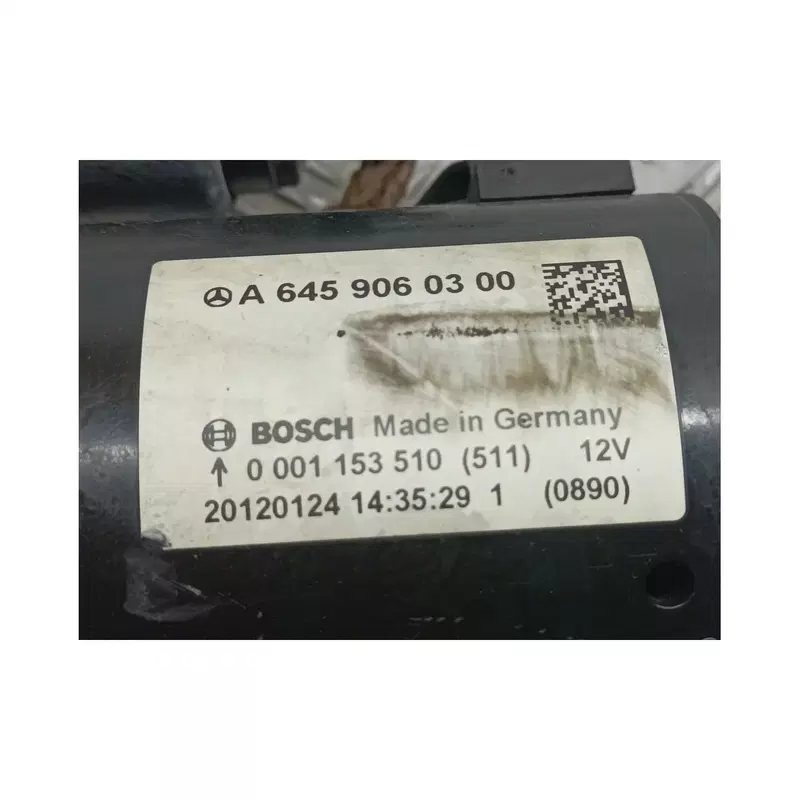 A 645 906 03 00
BOSCH Made in Germany
↑ 0 001 153 510 (511) 12V
20120124 14:35:29 1 (0890)